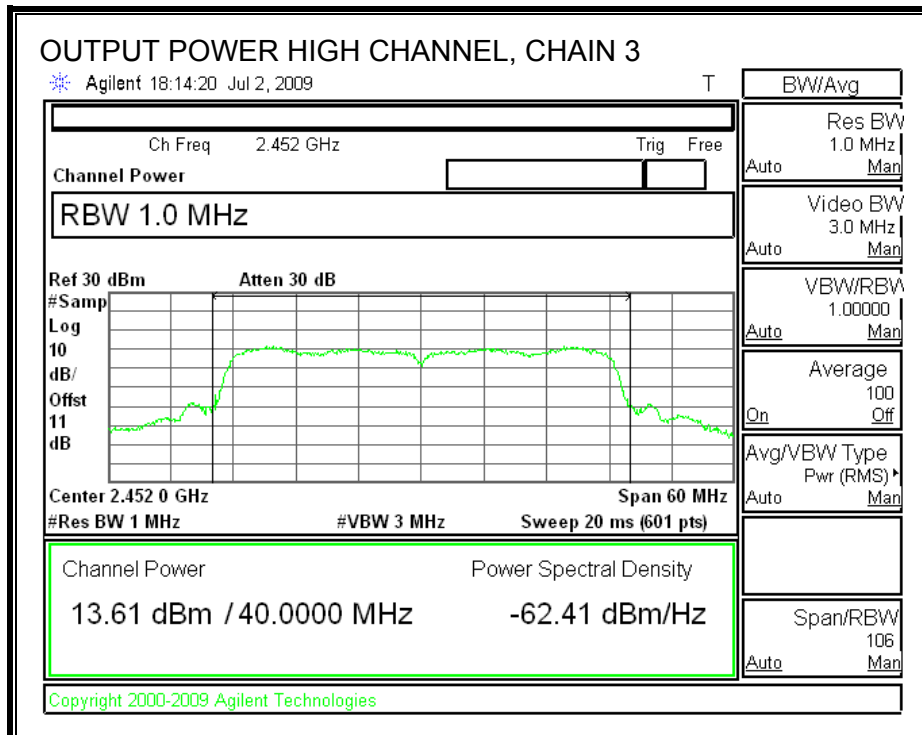 OUTPUT POWER HIGH CHANNEL, CHAIN 3
Agilent 18:14:20 Jul 2, 2009 T
Ch Freq 2.452 GHz Trig Free
Channel Power
RBW 1.0 MHz
Ref 30 dBm Atten 30 dB
#Samp
Log
10
dB/
Offst
11
dB
Center 2.452 0 GHz Span 60 MHz
#Res BW 1 MHz #VBW 3 MHz Sweep 20 ms (601 pts)
Channel Power Power Spectral Density
13.61 dBm / 40.0000 MHz -62.41 dBm/Hz
Copyright 2000-2009 Agilent Technologies
BW/Avg
Res BW
1.0 MHz
Auto Man
Video BW
3.0 MHz
Auto Man
VBW/RBW
1.00000
Auto Man
Average
100
On Off
Avg/VBW Type
Pwr (RMS)
Auto Man
Span/RBW
106
Auto Man